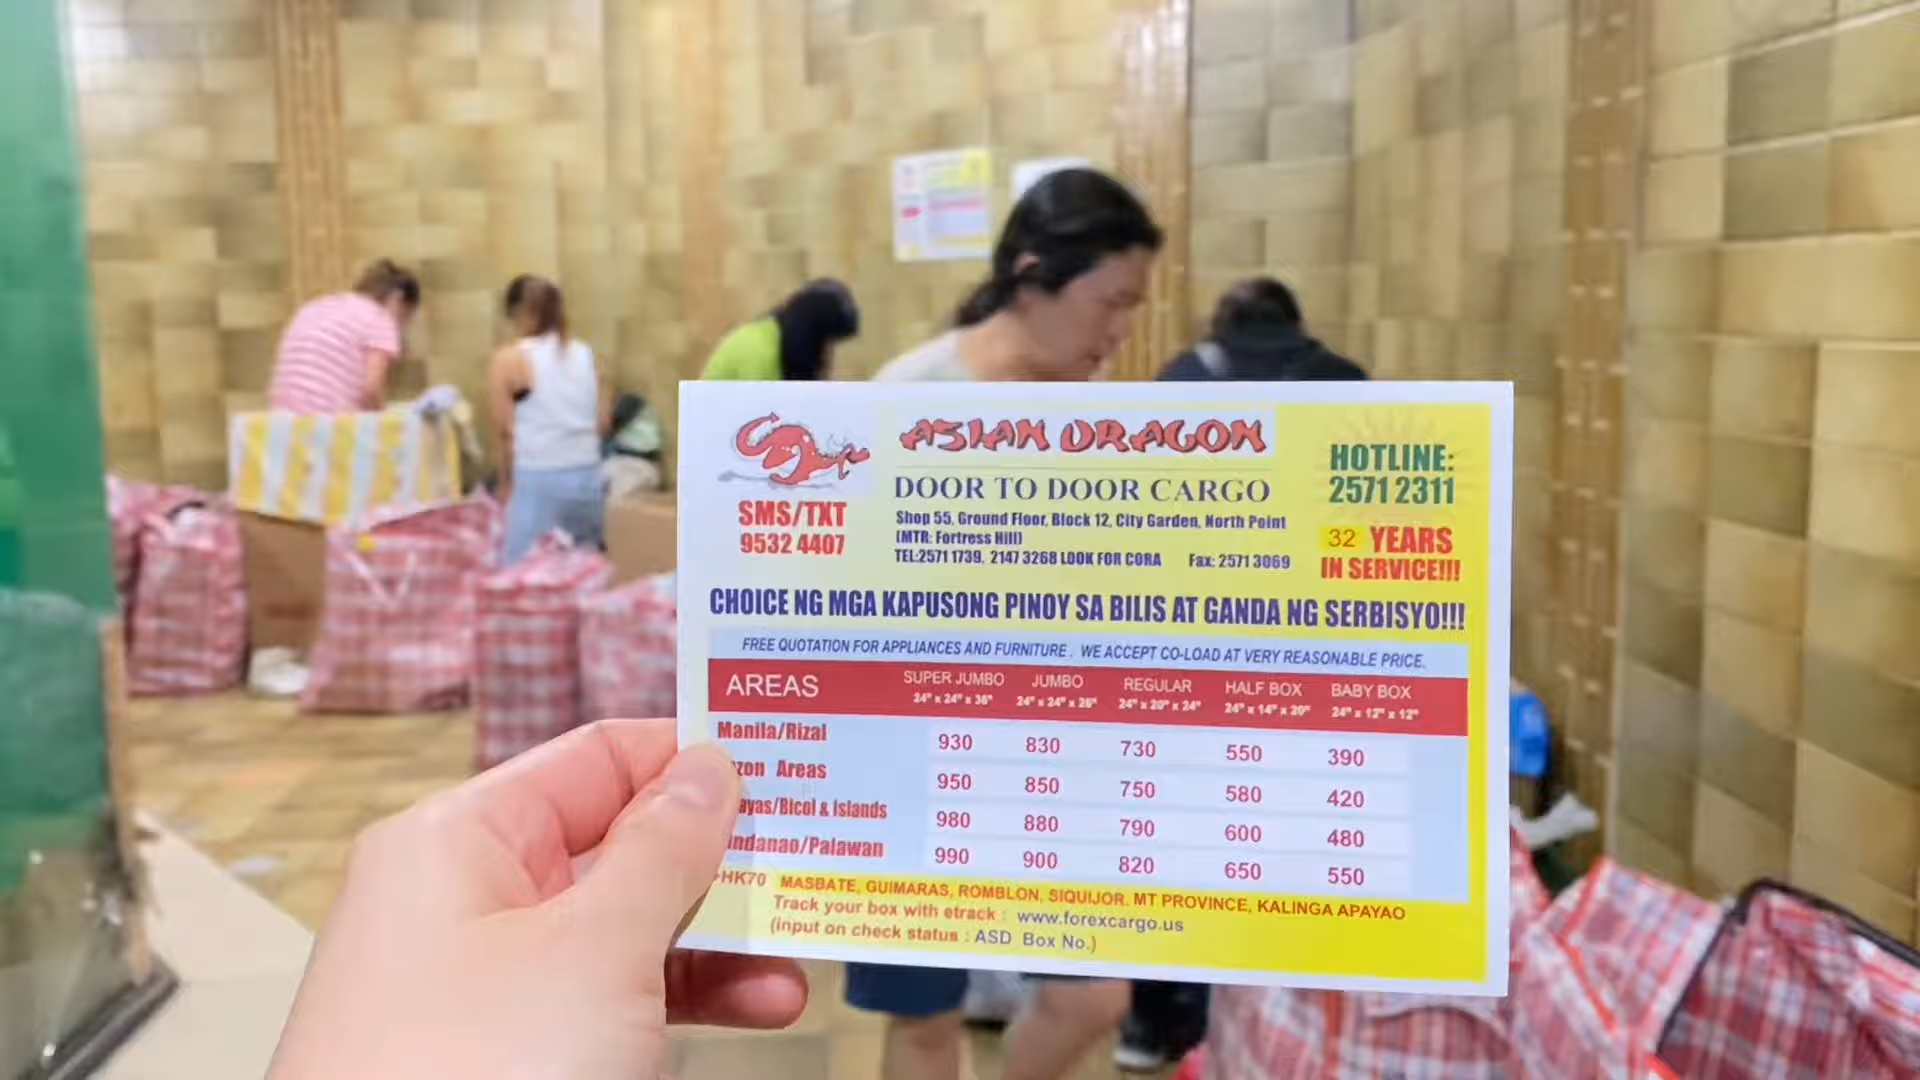 ASIAN DRAGON
DOOR TO DOOR CARGO
SMS/TXT
9532 4407
Shop 55, Ground Floor, Block 12, City Garden, North Point
(MTR: Fortress Hill)
TEL:2571 1739, 2147 3268 LOOK FOR CORA Fax: 2571 3069
HOTLINE:
2571 2311
32 YEARS
IN SERVICE!!!
CHOICE NG MGA KAPUSONG PINOY SA BILIS AT GANDA NG SERBISYO!!!
FREE QUOTATION FOR APPLIANCES AND FURNITURE. WE ACCEPT CO-LOAD AT VERY REASONABLE PRICE.
AREAS SUPER JUMBO JUMBO REGULAR HALF BOX BABY BOX
24" x 24" x 36" 24" x 24" x 26" 24" x 20" x 24" 24" x 14" x 20" 24" x 12" x 12"
Manila/Rizal 930 830 730 550 390
zon Areas 950 850 750 580 420
ayas/Bicol & Islands 980 880 790 600 480
indanao/Palawan 990 900 820 650 550
+HK70 MASBATE, GUIMARAS, ROMBLON, SIQUIJOR. MT PROVINCE, KALINGA APAYAO
Track your box with etrack : www.forexcargo.us
(input on check status : ASD Box No.)